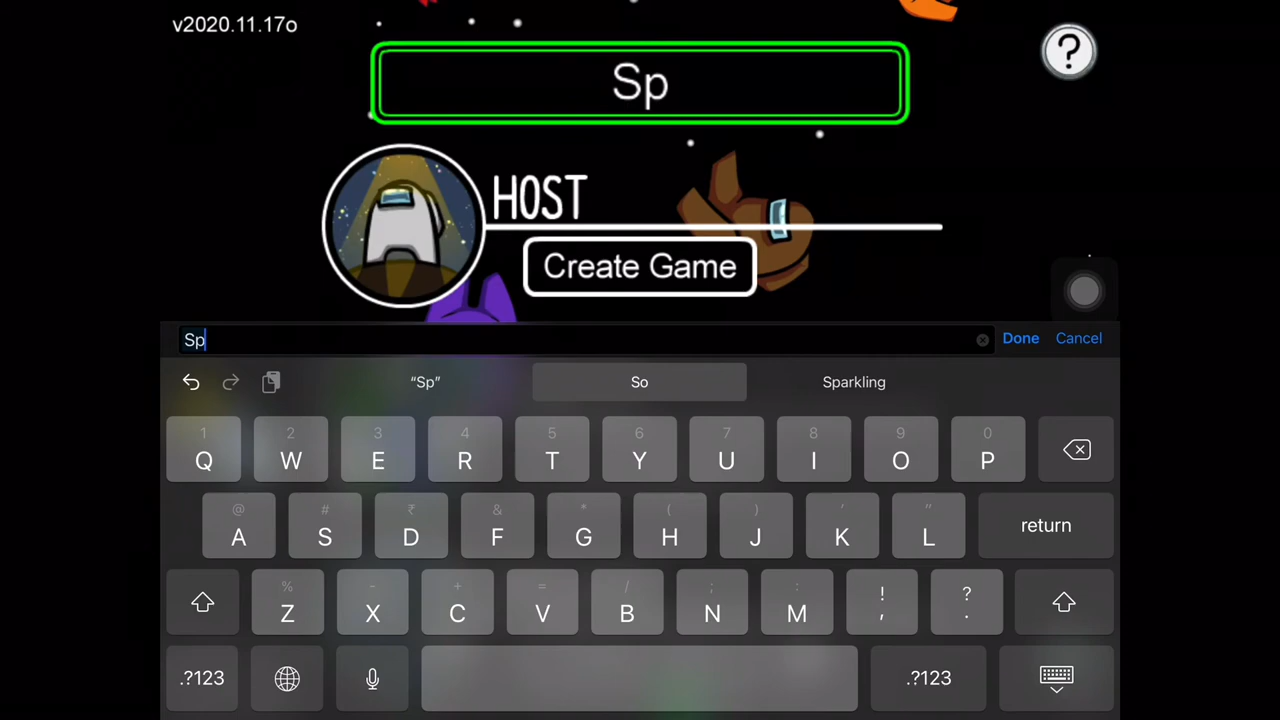 v2020.11.17o
?
Sp
HOST
Create Game
Sp
Done Cancel
“Sp” So Sparkling
1 2 3 4 5 6 7 8 9 0
Q W E R T Y U I O P
@ # ₹ & * ( ) ' "
A S D F G H J K L return
% - + = / ; : ! ?
Z X C V B N M , .
.?123 .?123